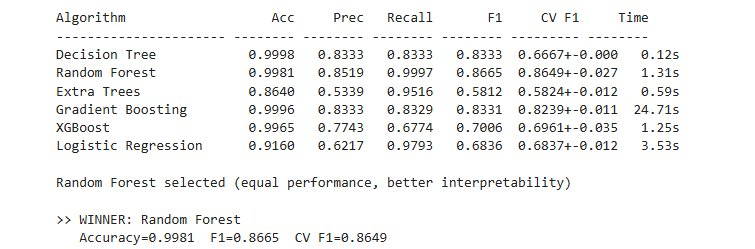 Algorithm Acc Prec Recall F1 CV F1 Time
---------------------- -------- -------- -------- -------- --------- --------
Decision Tree 0.9998 0.8333 0.8333 0.8333 0.6667+-0.000 0.12s
Random Forest 0.9981 0.8519 0.9997 0.8665 0.8649+-0.027 1.31s
Extra Trees 0.8640 0.5339 0.9516 0.5812 0.5824+-0.012 0.59s
Gradient Boosting 0.9996 0.8333 0.8329 0.8331 0.8239+-0.011 24.71s
XGBoost 0.9965 0.7743 0.6774 0.7006 0.6961+-0.035 1.25s
Logistic Regression 0.9160 0.6217 0.9793 0.6836 0.6837+-0.012 3.53s
Random Forest selected (equal performance, better interpretability)
>> WINNER: Random Forest
Accuracy=0.9981 F1=0.8665 CV F1=0.8649